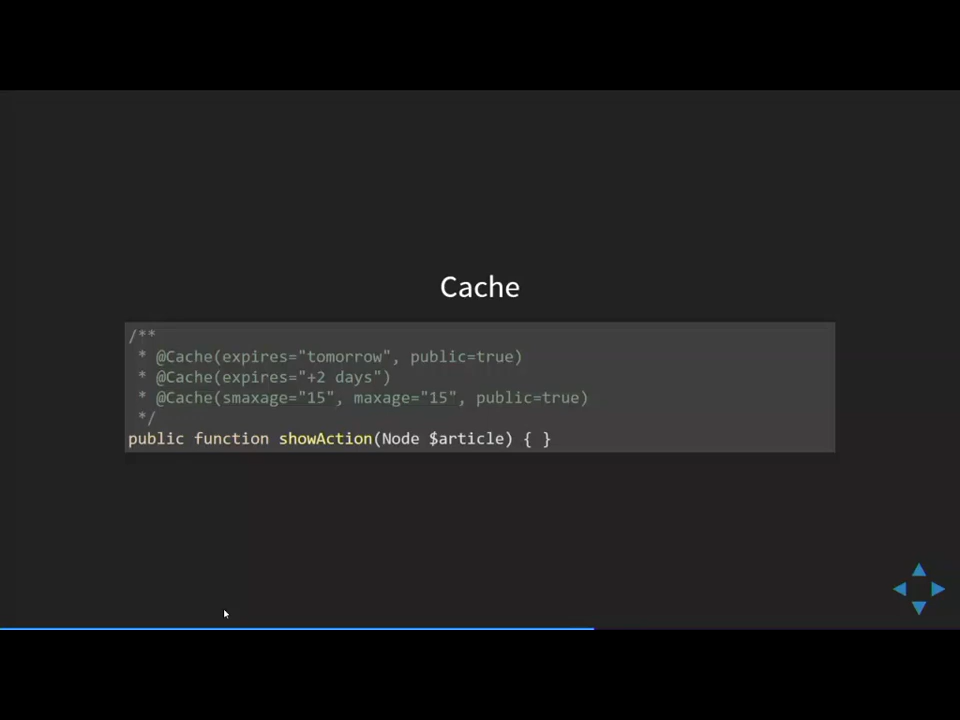 Cache
/**
 * @Cache(expires="tomorrow", public=true)
 * @Cache(expires="+2 days")
 * @Cache(smaxage="15", maxage="15", public=true)
 */
public function showAction(Node $article) { }